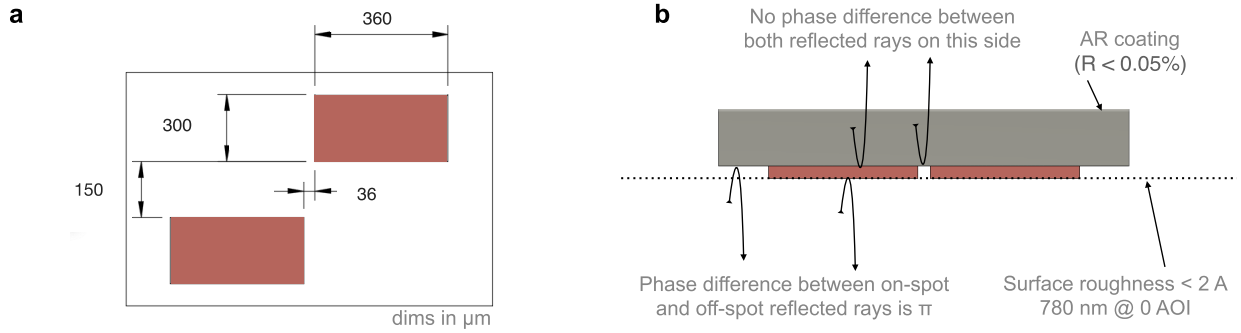 a
360
300
150
36
dims in µm
b
No phase difference between
both reflected rays on this side
AR coating
(R < 0.05%)
Phase difference between on-spot
and off-spot reflected rays is π
Surface roughness < 2 A
780 nm @ 0 AOI